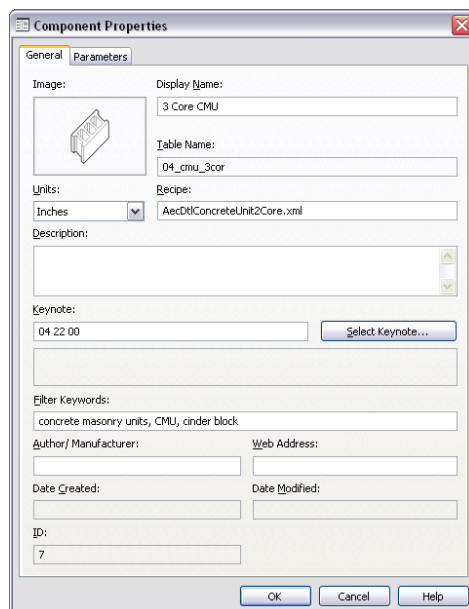 Component Properties
General Parameters
Image:
Display Name:
3 Core CMU
Table Name:
04_cmu_3cor
Units:
Recipe:
Inches
AecDtlConcreteUnit2Core.xml
Description:
Keynote:
04 22 00
Select Keynote...
Filter Keywords:
concrete masonry units, CMU, cinder block
Author/ Manufacturer:
Web Address:
Date Created:
Date Modified:
ID:
7
OK Cancel Help